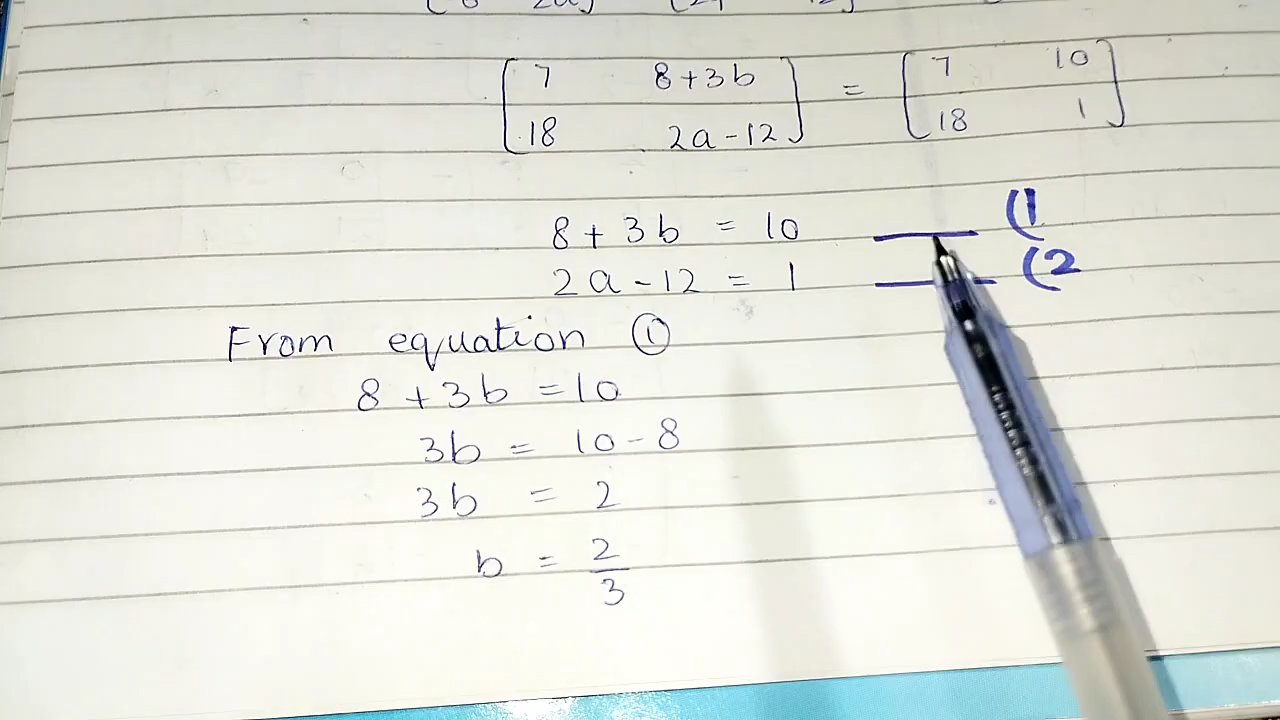 7 8+3b = 7 10
18 2a-12 18 1
8 + 3b = 10 (1
2a - 12 = 1 (2
From equation ①
8 + 3b = 10
3b = 10 - 8
3b = 2
b = 2/3